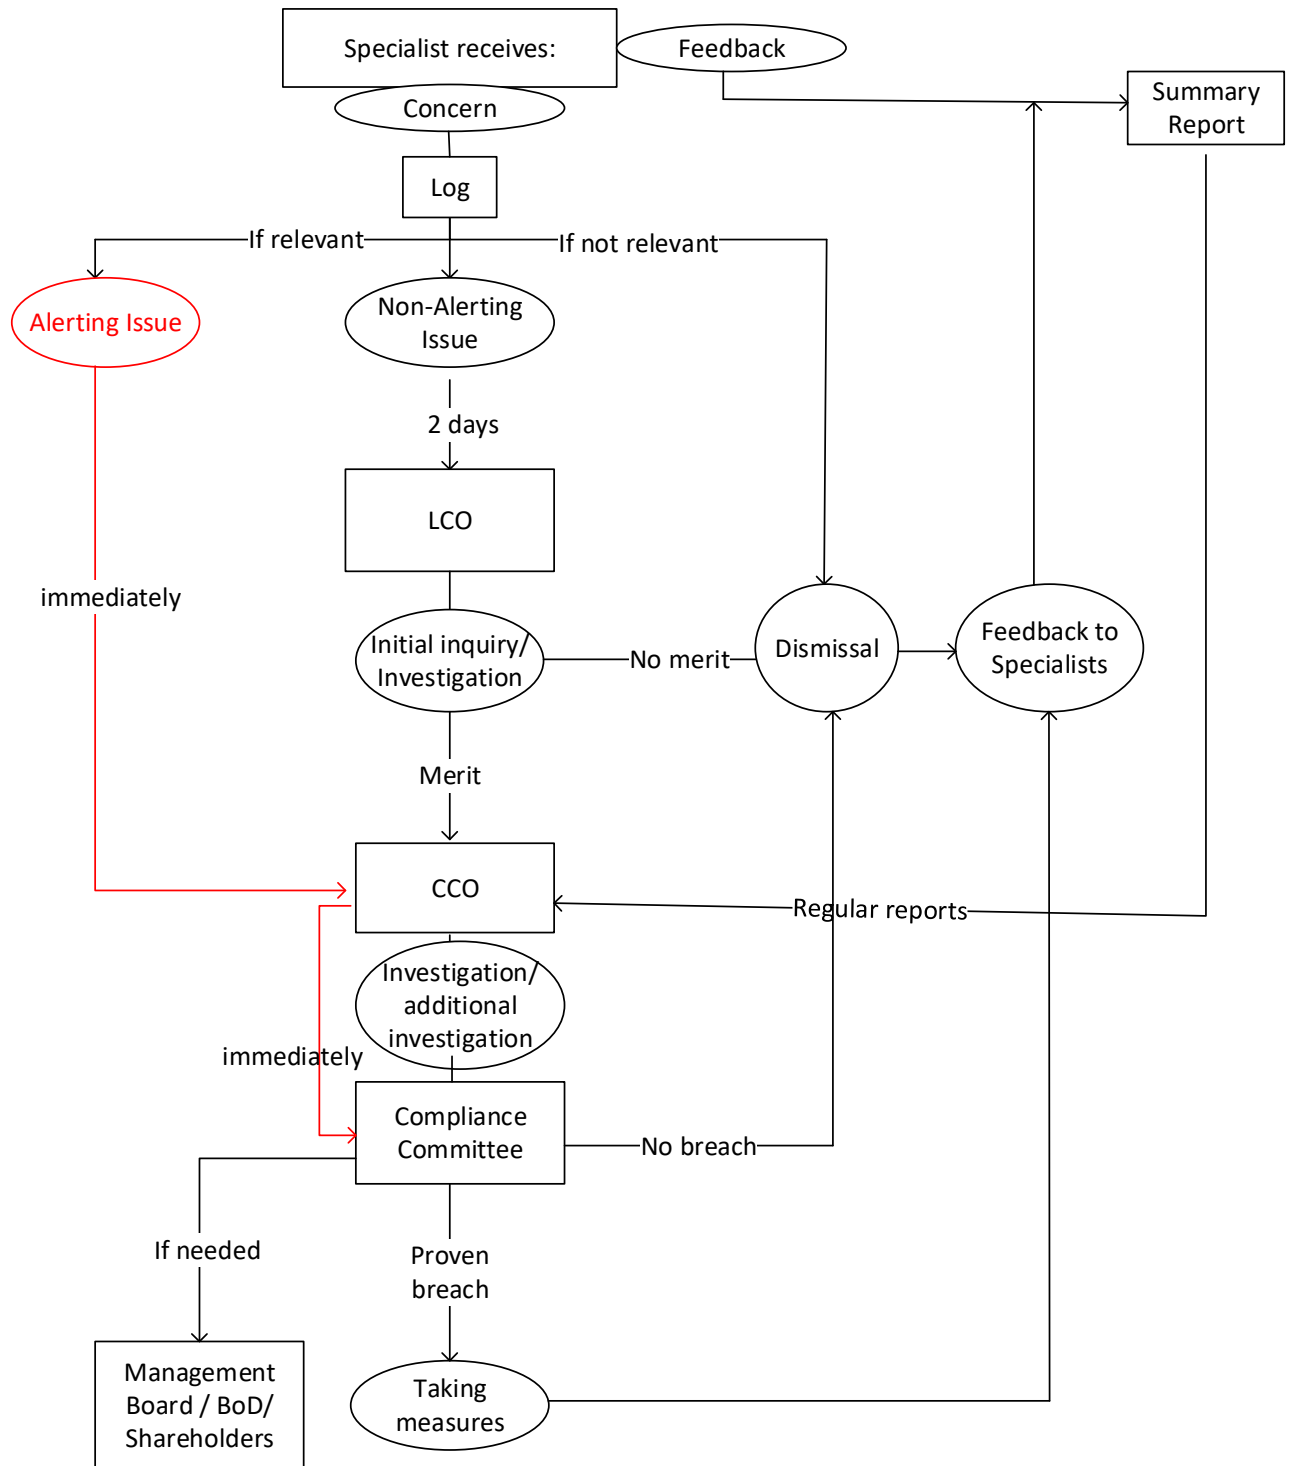 Specialist receives:
Feedback
Concern
Summary
Report
Log
If relevant
If not relevant
Alerting Issue
Non-Alerting
Issue
2 days
LCO
immediately
Initial inquiry/
Investigation
No merit
Dismissal
Feedback to
Specialists
Merit
CCO
Regular reports
Investigation/
additional
investigation
immediately
Compliance
Committee
No breach
If needed
Proven
breach
Management
Board / BoD/
Shareholders
Taking
measures